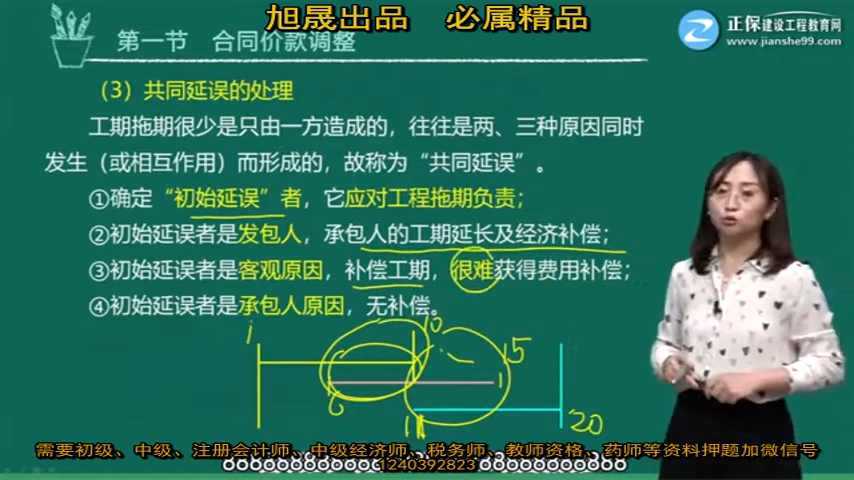 旭晟出品 必属精品
第一节 合同价款调整
正保建设工程教育网
www.jianshe99.com
（3）共同延误的处理
工期拖期很少是只由一方造成的，往往是两、三种原因同时
发生（或相互作用）而形成的，故称为“共同延误”。
①确定“初始延误”者，它应对工程拖期负责；
②初始延误者是发包人，承包人的工期延长及经济补偿；
③初始延误者是客观原因，补偿工期，很难获得费用补偿；
④初始延误者是承包人原因，无补偿。
1
10
15
6
11
20
需要初级、中级、注册会计师、中级经济师、税务师、教师资格、药师等资料押题加微信号
1240392823